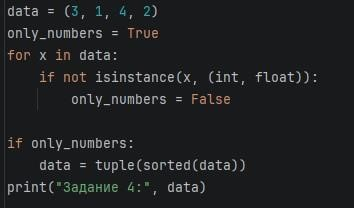 data = (3, 1, 4, 2)
only_numbers = True
for x in data:
    if not isinstance(x, (int, float)):
        only_numbers = False

if only_numbers:
    data = tuple(sorted(data))
print("Задание 4:", data)